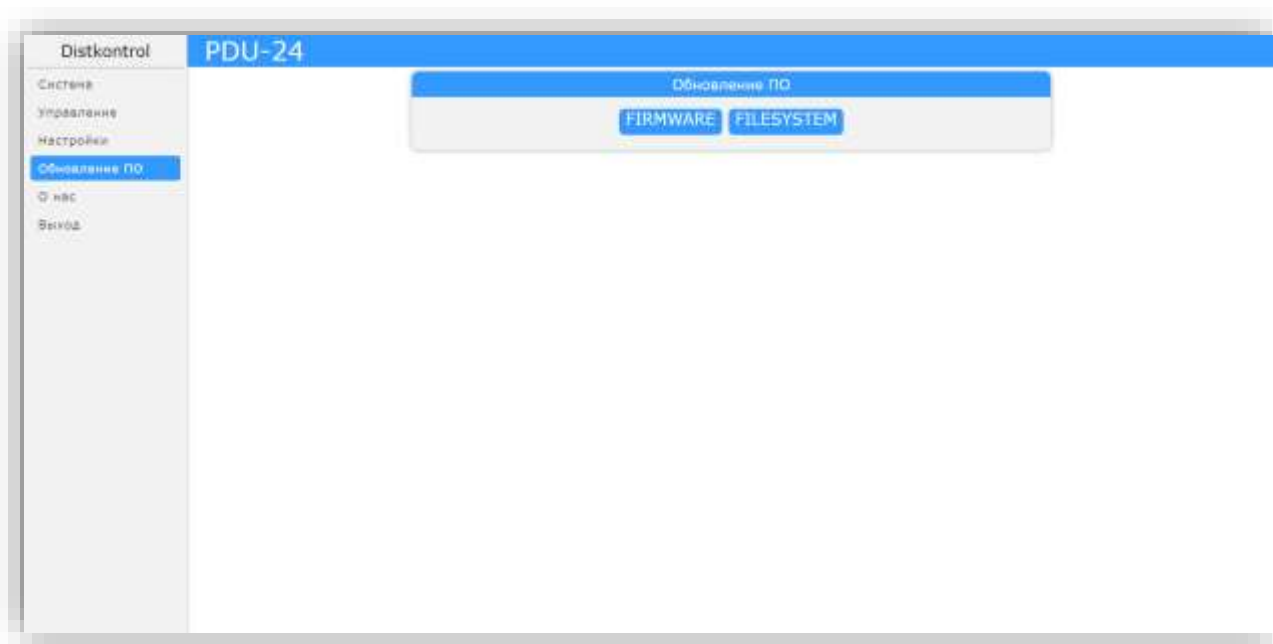 Distkontrol
PDU-24
Система
Управление
Настройки
Обновление ПО
О нас
Выход
Обновление ПО
FIRMWARE FILESYSTEM